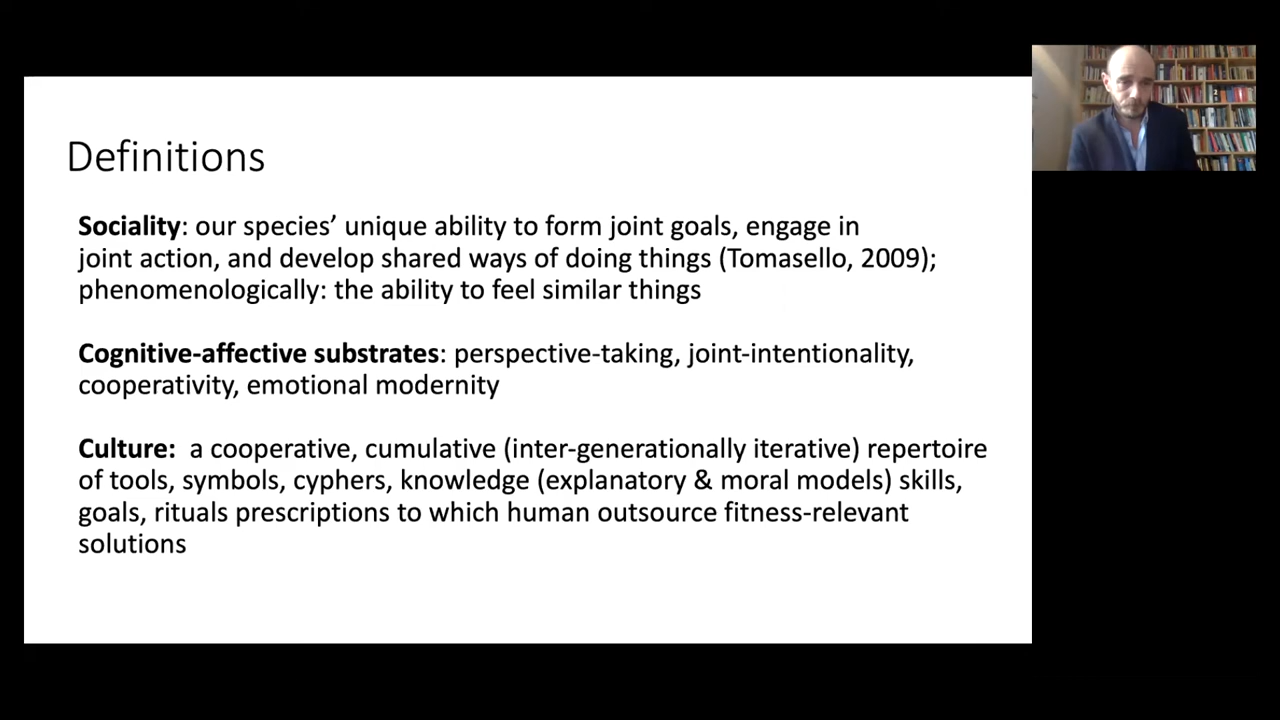 Definitions
Sociality: our species’ unique ability to form joint goals, engage in
joint action, and develop shared ways of doing things (Tomasello, 2009);
phenomenologically: the ability to feel similar things
Cognitive-affective substrates: perspective-taking, joint-intentionality,
cooperativity, emotional modernity
Culture:  a cooperative, cumulative (inter-generationally iterative) repertoire
of tools, symbols, cyphers, knowledge (explanatory & moral models) skills,
goals, rituals prescriptions to which human outsource fitness-relevant
solutions